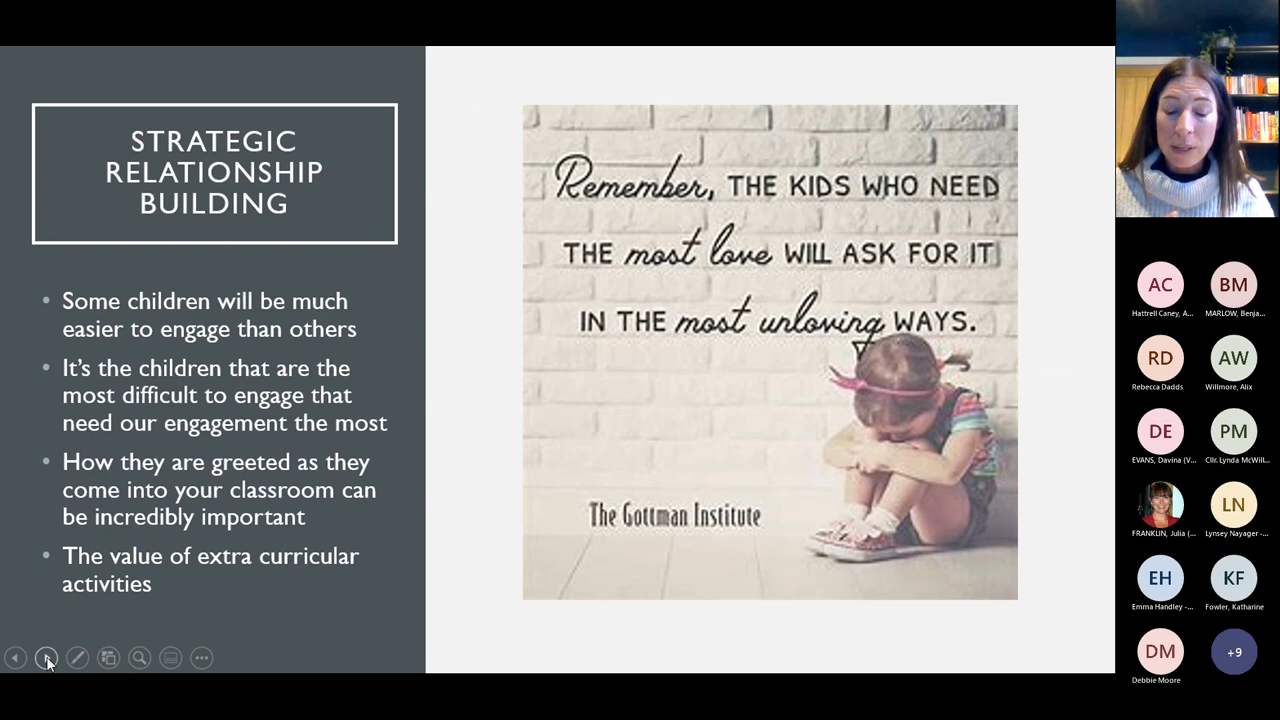 STRATEGIC
RELATIONSHIP
BUILDING
Some children will be much
easier to engage than others
It's the children that are the
most difficult to engage that
need our engagement the most
How they are greeted as they
come into your classroom can
be incredibly important
The value of extra curricular
activities
Remember, THE KIDS WHO NEED
THE most love WILL ASK FOR IT
IN THE most unloving WAYS.
The Gottman Institute
AC
BM
Hattrell Caney, A...
MARLOW, Benja...
RD
AW
Rebecca Dadds
Willmore, Alix
DE
PM
EVANS, Davina (V...
Cllr. Lynda McWill...
LN
FRANKLIN, Julia (...
Lynsey Nayager -...
EH
KF
Emma Handley -...
Fowler, Katharine
DM
+9
Debbie Moore